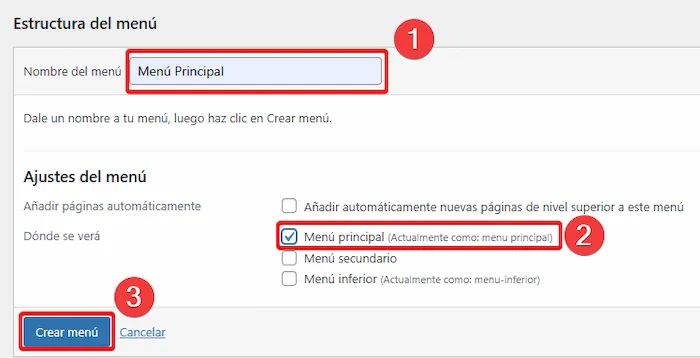 Estructura del menú
1
Nombre del menú Menú Principal
Dale un nombre a tu menú, luego haz clic en Crear menú.
Ajustes del menú
Añadir páginas automáticamente Añadir automáticamente nuevas páginas de nivel superior a este menú
Dónde se verá Menú principal (Actualmente como: menu principal) 2
Menú secundario
Menú inferior (Actualmente como: menu-inferior)
3
Crear menú Cancelar